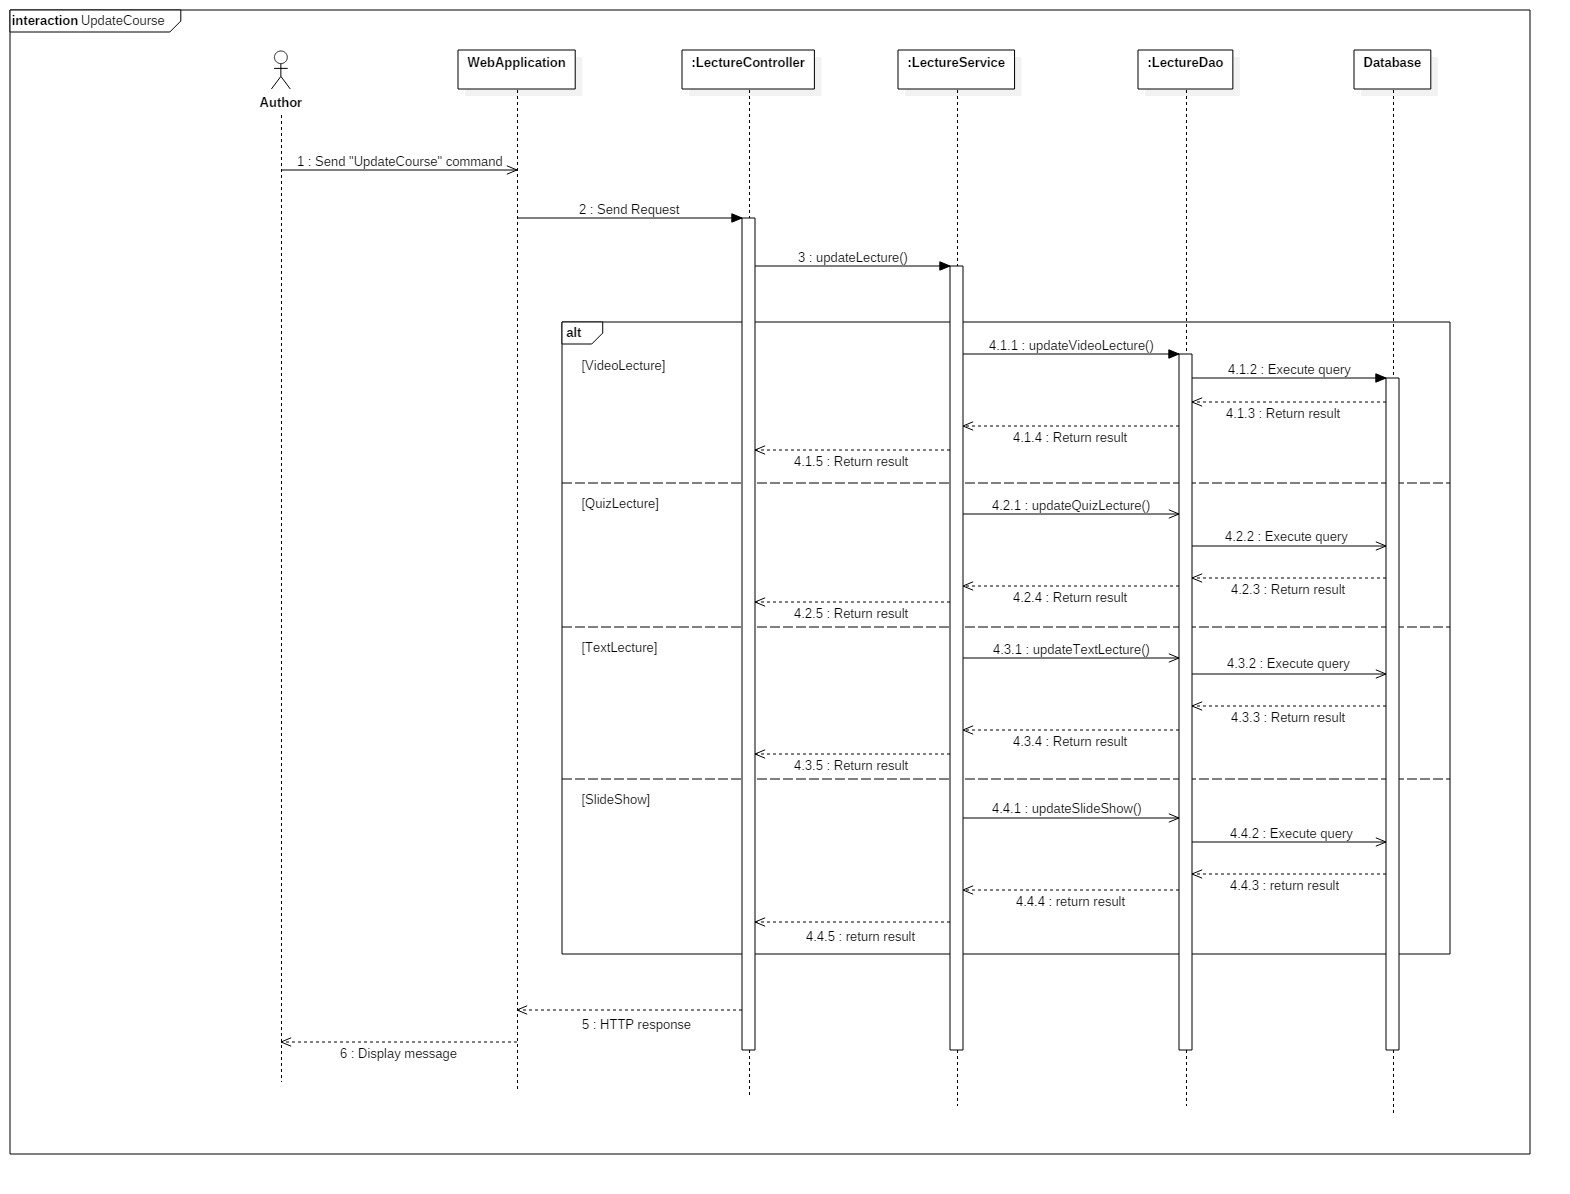 interaction UpdateCourse
Author
WebApplication
:LectureController
:LectureService
:LectureDao
Database
1 : Send "UpdateCourse" command
2 : Send Request
3 : updateLecture()
alt
[VideoLecture]
4.1.1 : updateVideoLecture()
4.1.2 : Execute query
4.1.3 : Return result
4.1.4 : Return result
4.1.5 : Return result
[QuizLecture]
4.2.1 : updateQuizLecture()
4.2.2 : Execute query
4.2.3 : Return result
4.2.4 : Return result
4.2.5 : Return result
[TextLecture]
4.3.1 : updateTextLecture()
4.3.2 : Execute query
4.3.3 : Return result
4.3.4 : Return result
4.3.5 : Return result
[SlideShow]
4.4.1 : updateSlideShow()
4.4.2 : Execute query
4.4.3 : return result
4.4.4 : return result
4.4.5 : return result
5 : HTTP response
6 : Display message